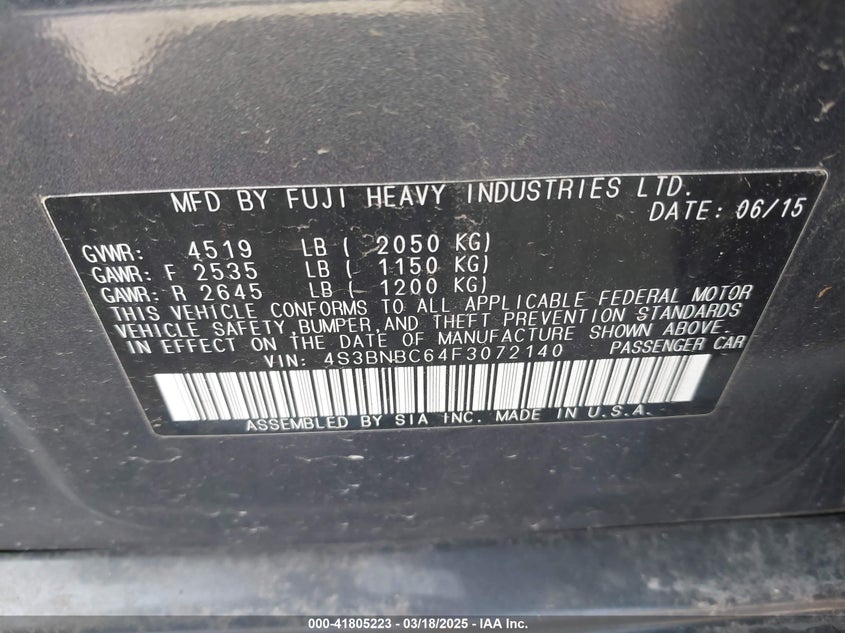 MFD BY FUJI HEAVY INDUSTRIES LTD.
DATE: 06/15
GVWR: 4519 LB ( 2050 KG)
GAWR: F 2535 LB ( 1150 KG)
GAWR: R 2645 LB ( 1200 KG)
THIS VEHICLE CONFORMS TO ALL APPLICABLE FEDERAL MOTOR
VEHICLE SAFETY, BUMPER, AND THEFT PREVENTION STANDARDS
IN EFFECT ON THE DATE OF MANUFACTURE SHOWN ABOVE.
VIN: 4S3BNBC64F3072140 PASSENGER CAR
ASSEMBLED BY SIA INC. MADE IN U.S.A.
000-41805223 - 03/18/2025 - IAA Inc.